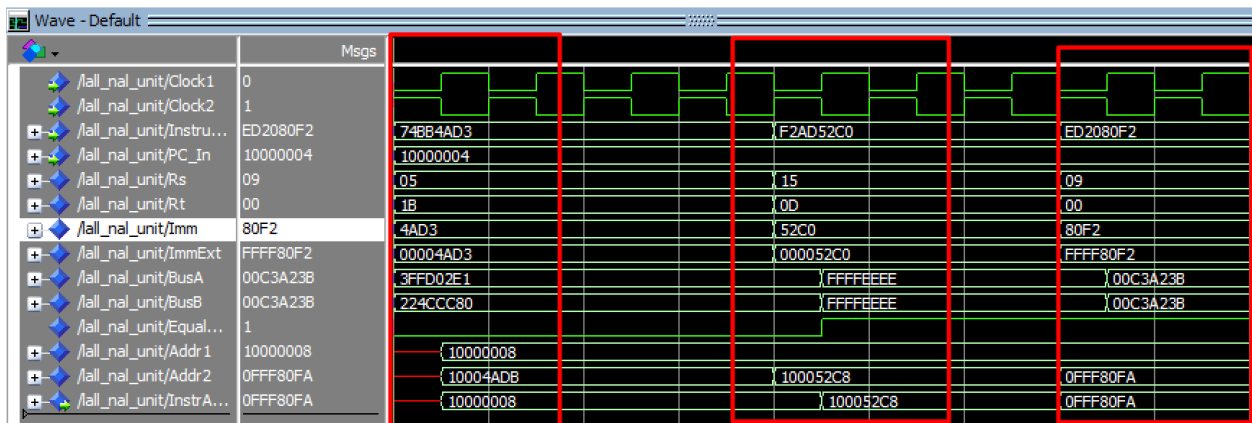 Wave - Default
Msgs
/lall_nal_unit/Clock1 0
/lall_nal_unit/Clock2 1
/lall_nal_unit/Instru... ED2080F2 74BB4AD3 F2AD52C0 ED2080F2
/lall_nal_unit/PC_In 10000004 10000004
/lall_nal_unit/Rs 09 05 15 09
/lall_nal_unit/Rt 00 1B 0D 00
/lall_nal_unit/Imm 80F2 4AD3 52C0 80F2
/lall_nal_unit/ImmExt FFFF80F2 00004AD3 000052C0 FFFF80F2
/lall_nal_unit/BusA 00C3A23B 3FFD02E1 FFFFEEEE 00C3A23B
/lall_nal_unit/BusB 00C3A23B 224CCC80 FFFFEEEE 00C3A23B
/lall_nal_unit/Equal... 1
/lall_nal_unit/Addr1 10000008 10000008
/lall_nal_unit/Addr2 0FFF80FA 10004ADB 100052C8 0FFF80FA
/lall_nal_unit/InstrA... 0FFF80FA 10000008 100052C8 0FFF80FA